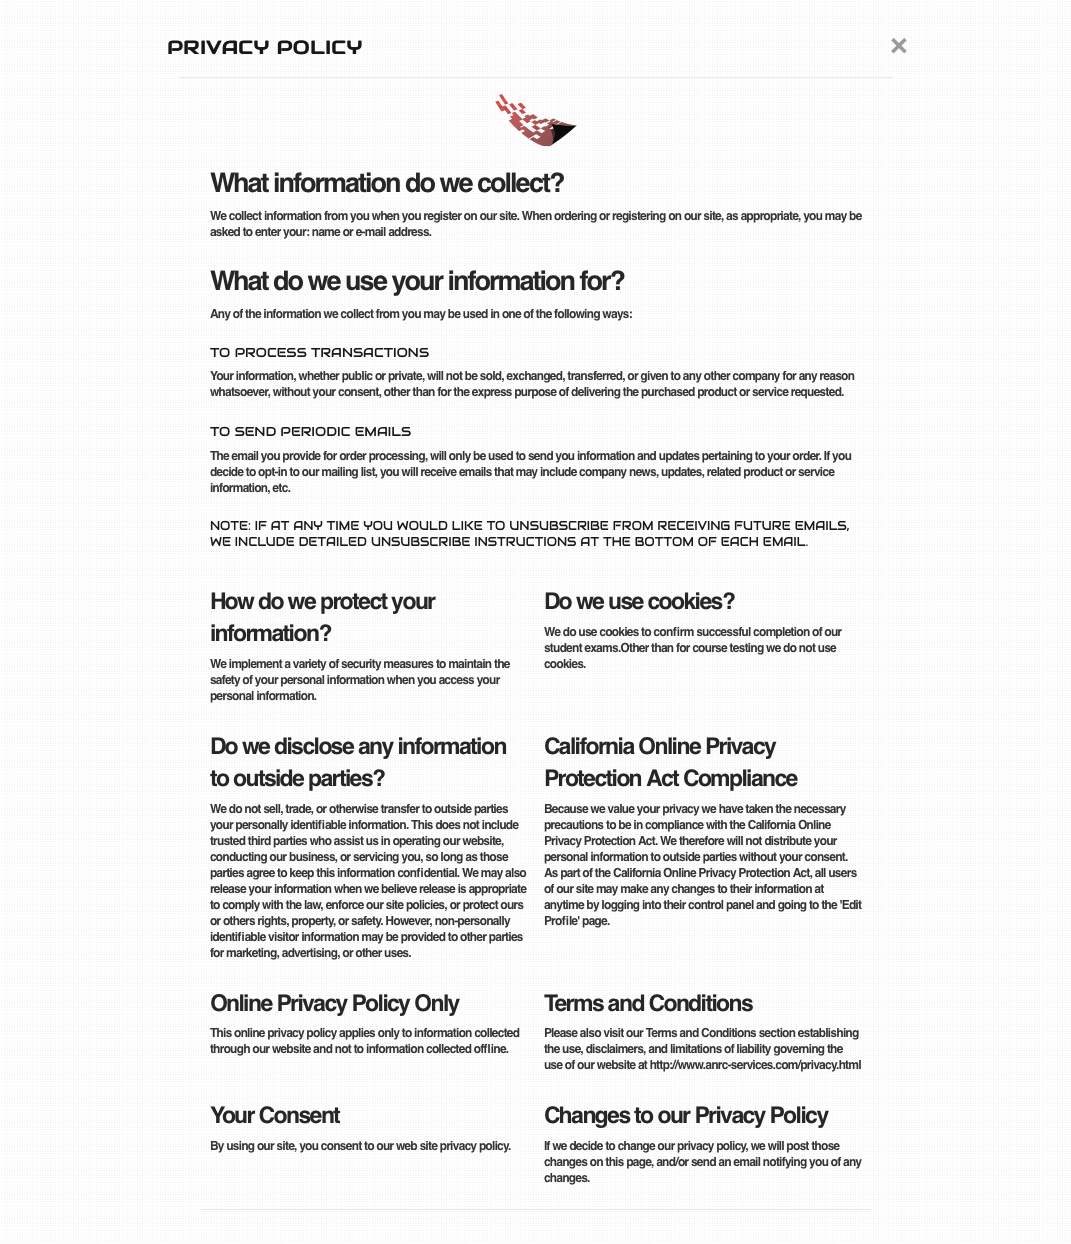 PRIVACY POLICY
×
What information do we collect?
We collect information from you when you register on our site. When ordering or registering on our site, as appropriate, you may be
asked to enter your: name or e-mail address.
What do we use your information for?
Any of the information we collect from you may be used in one of the following ways:
TO PROCESS TRANSACTIONS
Your information, whether public or private, will not be sold, exchanged, transferred, or given to any other company for any reason
whatsoever, without your consent, other than for the express purpose of delivering the purchased product or service requested.
TO SEND PERIODIC EMAILS
The email you provide for order processing, will only be used to send you information and updates pertaining to your order. If you
decide to opt-in to our mailing list, you will receive emails that may include company news, updates, related product or service
information, etc.
NOTE: IF AT ANY TIME YOU WOULD LIKE TO UNSUBSCRIBE FROM RECEIVING FUTURE EMAILS,
WE INCLUDE DETAILED UNSUBSCRIBE INSTRUCTIONS AT THE BOTTOM OF EACH EMAIL.
How do we protect your
information?
We implement a variety of security measures to maintain the
safety of your personal information when you access your
personal information.
Do we use cookies?
We do use cookies to confirm successful completion of our
student exams.Other than for course testing we do not use
cookies.
Do we disclose any information
to outside parties?
We do not sell, trade, or otherwise transfer to outside parties
your personally identifiable information. This does not include
trusted third parties who assist us in operating our website,
conducting our business, or servicing you, so long as those
parties agree to keep this information confidential. We may also
release your information when we believe release is appropriate
to comply with the law, enforce our site policies, or protect ours
or others rights, property, or safety. However, non-personally
identifiable visitor information may be provided to other parties
for marketing, advertising, or other uses.
California Online Privacy
Protection Act Compliance
Because we value your privacy we have taken the necessary
precautions to be in compliance with the California Online
Privacy Protection Act. We therefore will not distribute your
personal information to outside parties without your consent.
As part of the California Online Privacy Protection Act, all users
of our site may make any changes to their information at
anytime by logging into their control panel and going to the 'Edit
Profile' page.
Online Privacy Policy Only
This online privacy policy applies only to information collected
through our website and not to information collected offline.
Terms and Conditions
Please also visit our Terms and Conditions section establishing
the use, disclaimers, and limitations of liability governing the
use of our website at http://www.anrc-services.com/privacy.html
Your Consent
By using our site, you consent to our web site privacy policy.
Changes to our Privacy Policy
If we decide to change our privacy policy, we will post those
changes on this page, and/or send an email notifying you of any
changes.